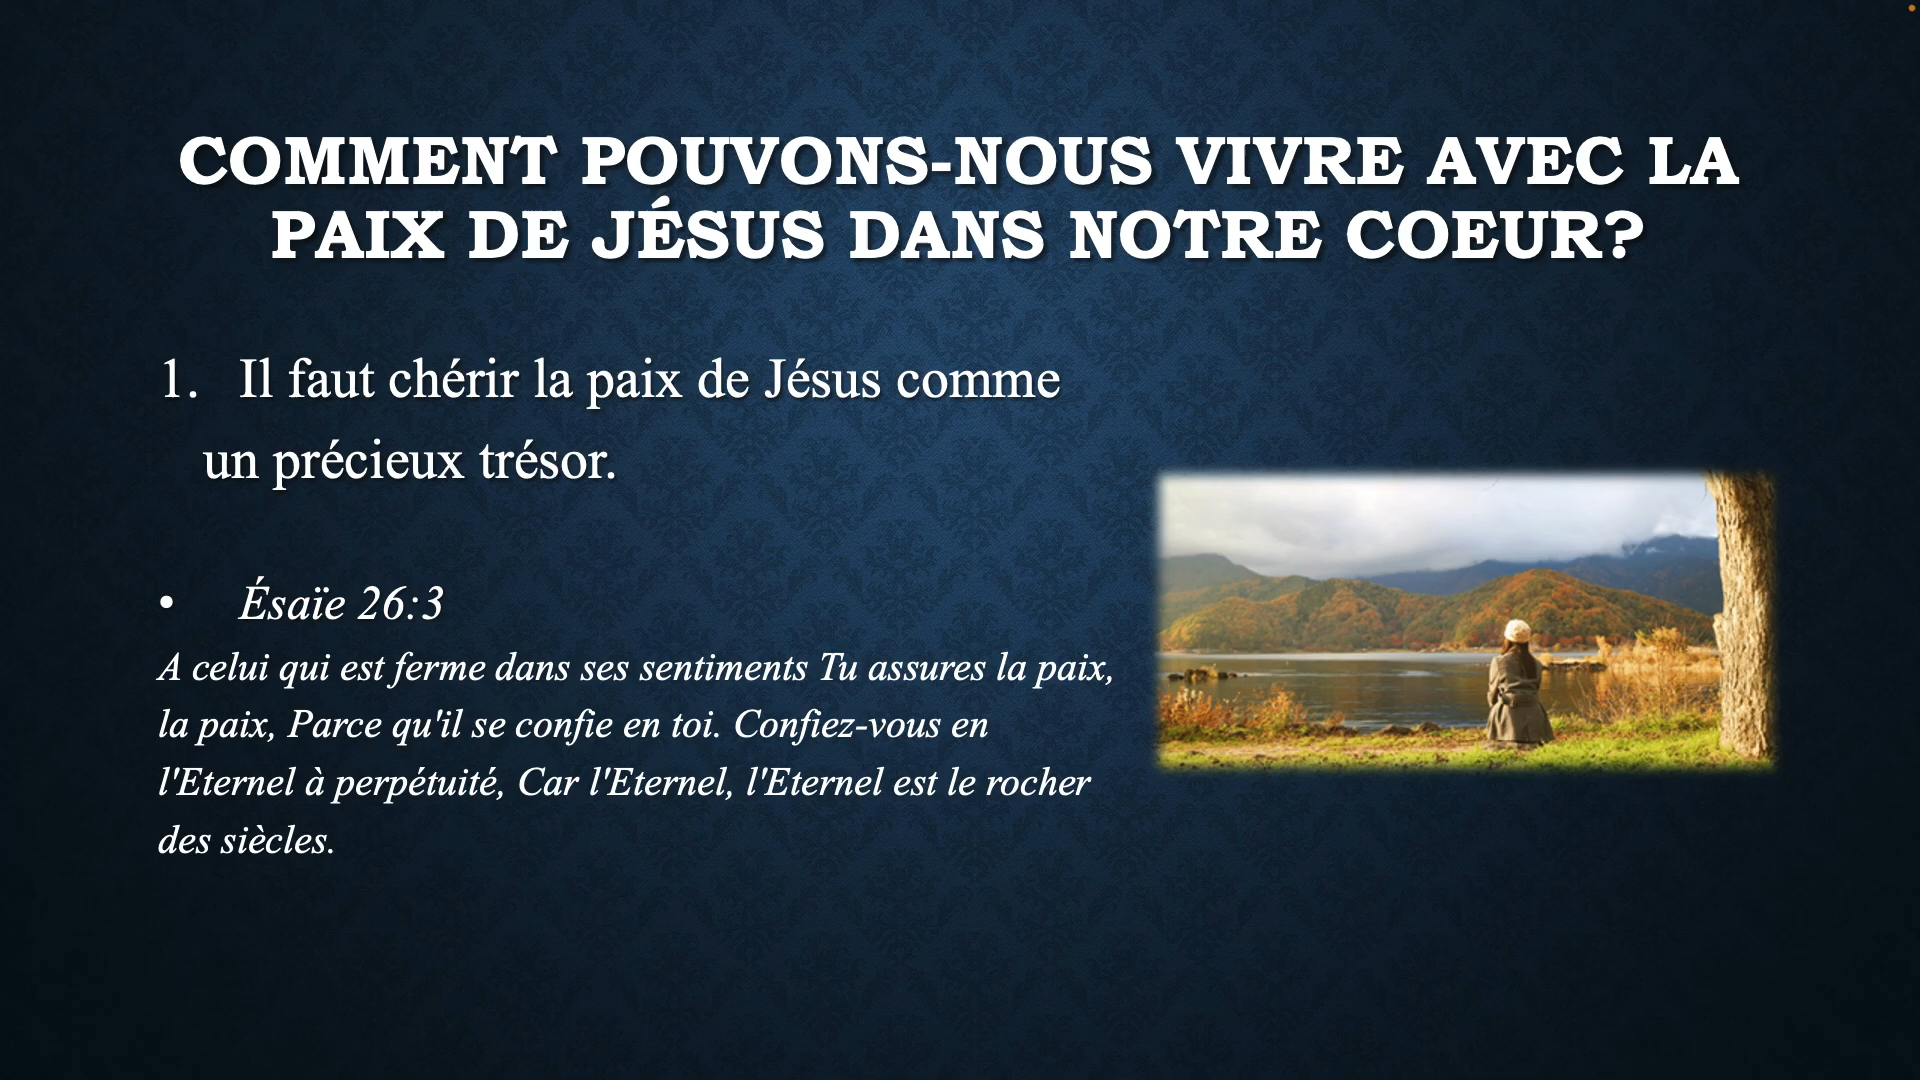 COMMENT POUVONS-NOUS VIVRE AVEC LA
PAIX DE JÉSUS DANS NOTRE COEUR?
1. Il faut chérir la paix de Jésus comme
un précieux trésor.
• Ésaïe 26:3
A celui qui est ferme dans ses sentiments Tu assures la paix,
la paix, Parce qu'il se confie en toi. Confiez-vous en
l'Eternel à perpétuité, Car l'Eternel, l'Eternel est le rocher
des siècles.